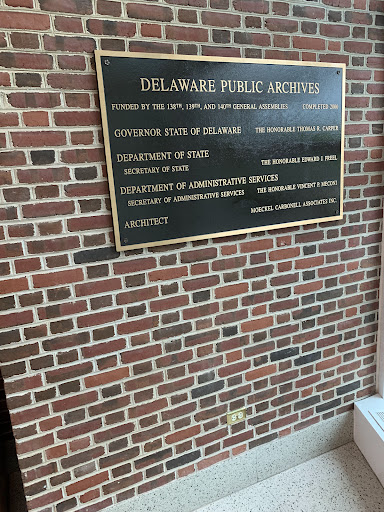 DELAWARE PUBLIC ARCHIVES
FUNDED BY THE 138TH, 139TH, AND 140TH GENERAL ASSEMBLIES COMPLETED 2000
GOVERNOR STATE OF DELAWARE THE HONORABLE THOMAS R. CARPER
DEPARTMENT OF STATE
SECRETARY OF STATE THE HONORABLE EDWARD J. FREEL
DEPARTMENT OF ADMINISTRATIVE SERVICES
SECRETARY OF ADMINISTRATIVE SERVICES THE HONORABLE VINCENT P. MECONI
ARCHITECT MOECKEL CARBONELL ASSOCIATES INC.